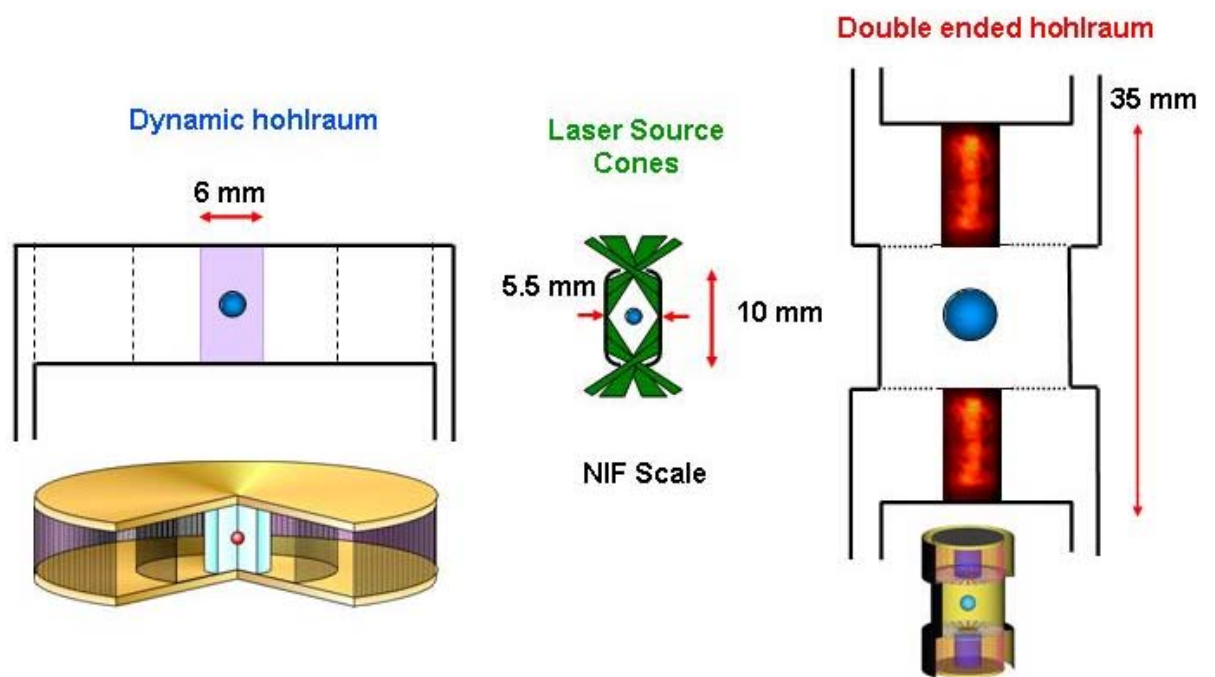 Double ended hohlraum
35 mm
Dynamic hohlraum
6 mm
Laser Source
Cones
5.5 mm
10 mm
NIF Scale